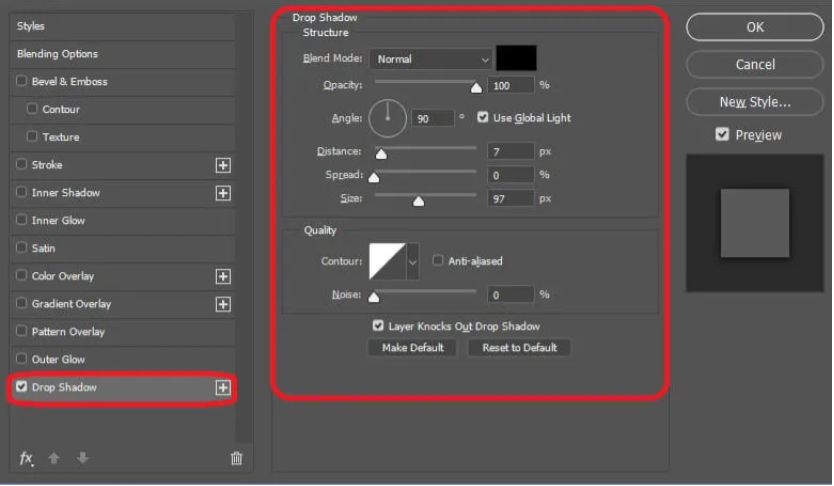 Styles
Blending Options
Bevel & Emboss
Contour
Texture
Stroke
Inner Shadow
Inner Glow
Satin
Color Overlay
Gradient Overlay
Pattern Overlay
Outer Glow
Drop Shadow
fx
Drop Shadow
Structure
Blend Mode: Normal
Opacity: 100 %
Angle: 90 ° Use Global Light
Distance: 7 px
Spread: 0 %
Size: 97 px
Quality
Contour: Anti-aliased
Noise: 0 %
Layer Knocks Out Drop Shadow
Make Default Reset to Default
OK
Cancel
New Style...
Preview